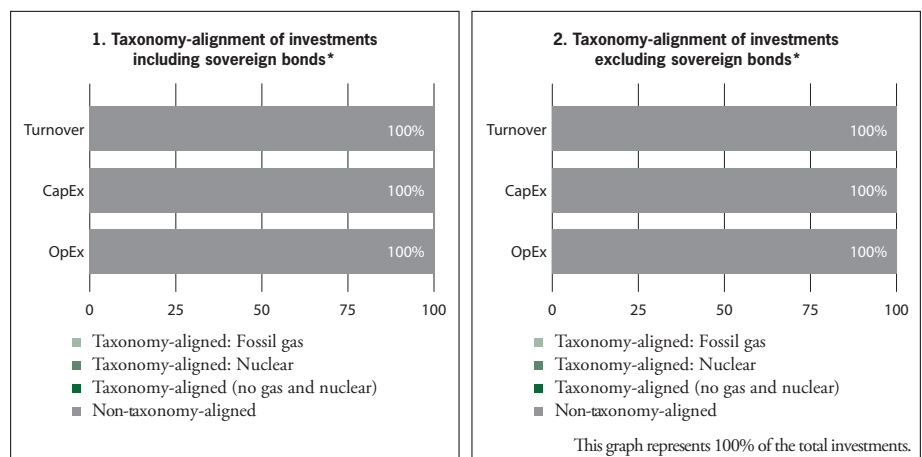 1. Taxonomy-alignment of investments
including sovereign bonds*
Turnover
100%
CapEx
100%
OpEx
100%
0 25 50 75 100
Taxonomy-aligned: Fossil gas
Taxonomy-aligned: Nuclear
Taxonomy-aligned (no gas and nuclear)
Non-taxonomy-aligned
2. Taxonomy-alignment of investments
excluding sovereign bonds*
Turnover
100%
CapEx
100%
OpEx
100%
0 25 50 75 100
Taxonomy-aligned: Fossil gas
Taxonomy-aligned: Nuclear
Taxonomy-aligned (no gas and nuclear)
Non-taxonomy-aligned
This graph represents 100% of the total investments.